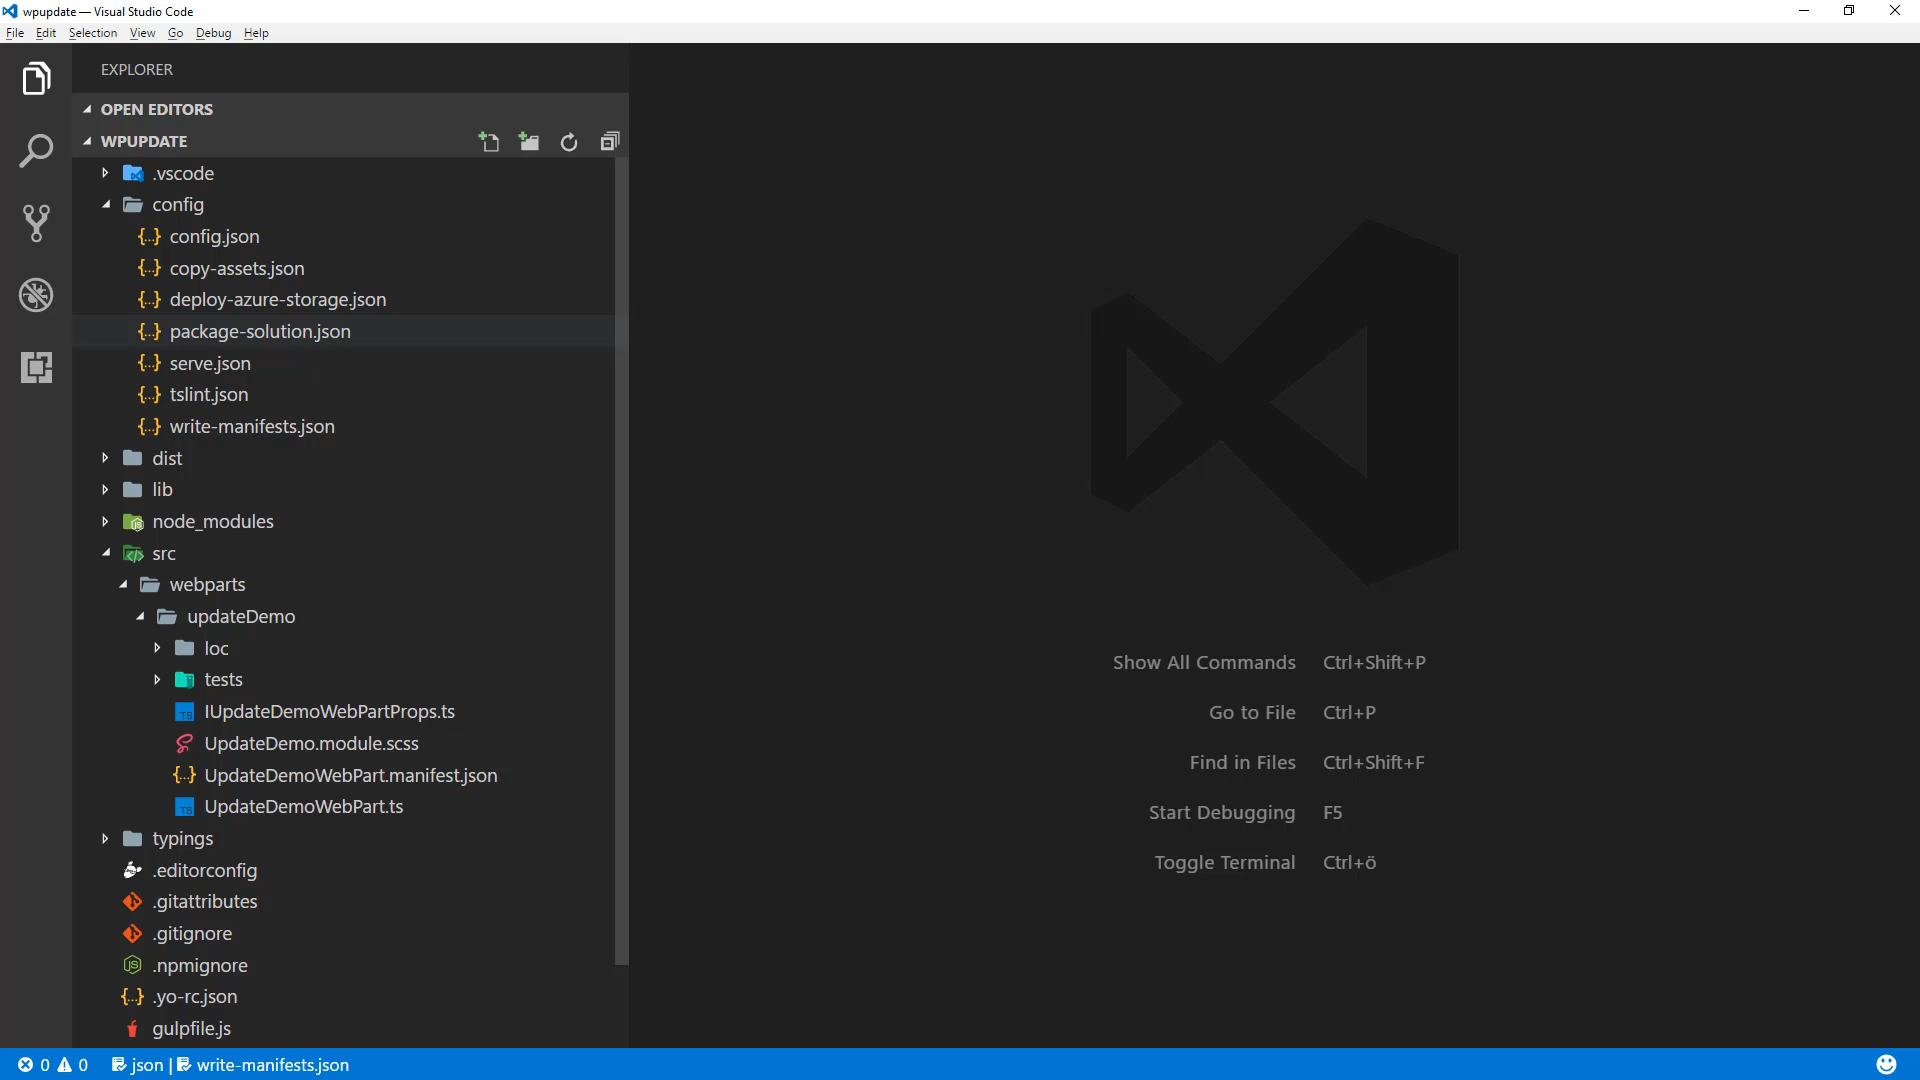 wpupdate — Visual Studio Code
File Edit Selection View Go Debug Help
EXPLORER
OPEN EDITORS
WPUPDATE
.vscode
config
{...} config.json
{...} copy-assets.json
{...} deploy-azure-storage.json
{...} package-solution.json
{...} serve.json
{...} tslint.json
{...} write-manifests.json
dist
lib
node_modules
src
webparts
updateDemo
loc
tests
TS IUpdateDemoWebPartProps.ts
UpdateDemo.module.scss
{...} UpdateDemoWebPart.manifest.json
TS UpdateDemoWebPart.ts
typings
.editorconfig
.gitattributes
.gitignore
.npmignore
{...} .yo-rc.json
gulpfile.js
Show All Commands Ctrl+Shift+P
Go to File Ctrl+P
Find in Files Ctrl+Shift+F
Start Debugging F5
Toggle Terminal Ctrl+ö
0 0 json | write-manifests.json